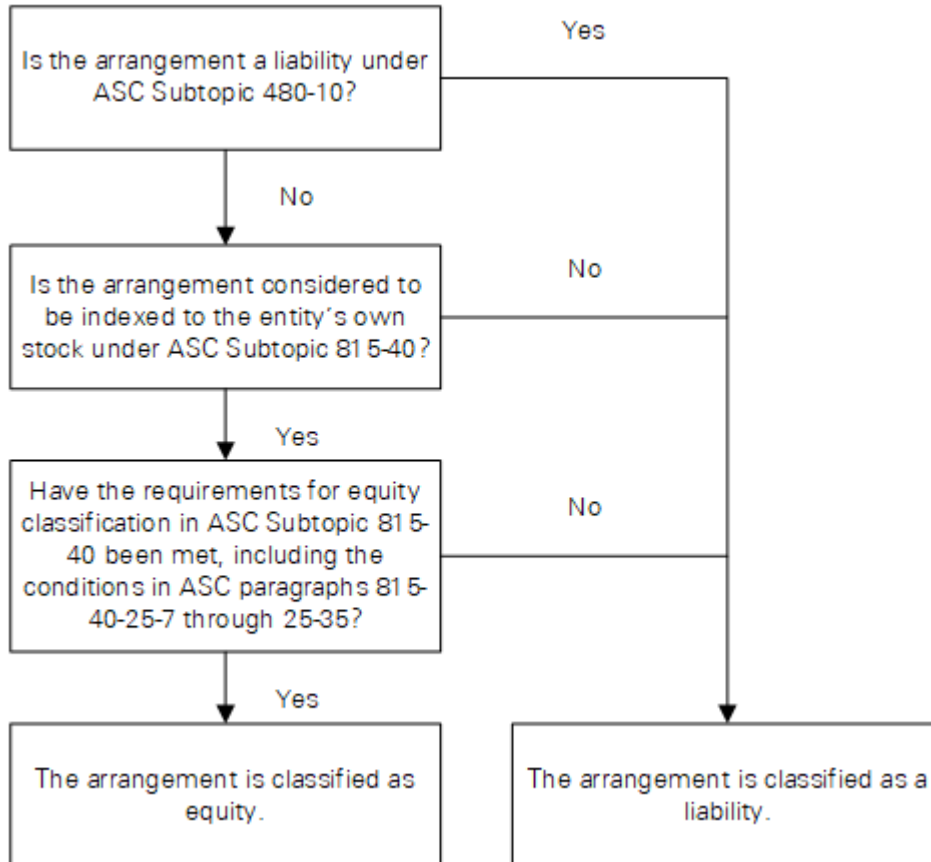 Is the arrangement a liability under
ASC Subtopic 480-10?
Yes
No
Is the arrangement considered to
be indexed to the entity's own
stock under ASC Subtopic 815-40?
No
Yes
Have the requirements for equity
classification in ASC Subtopic 815-
40 been met, including the
conditions in ASC paragraphs 815-
40-25-7 through 25-35?
No
Yes
The arrangement is classified as
equity.
The arrangement is classified as a
liability.